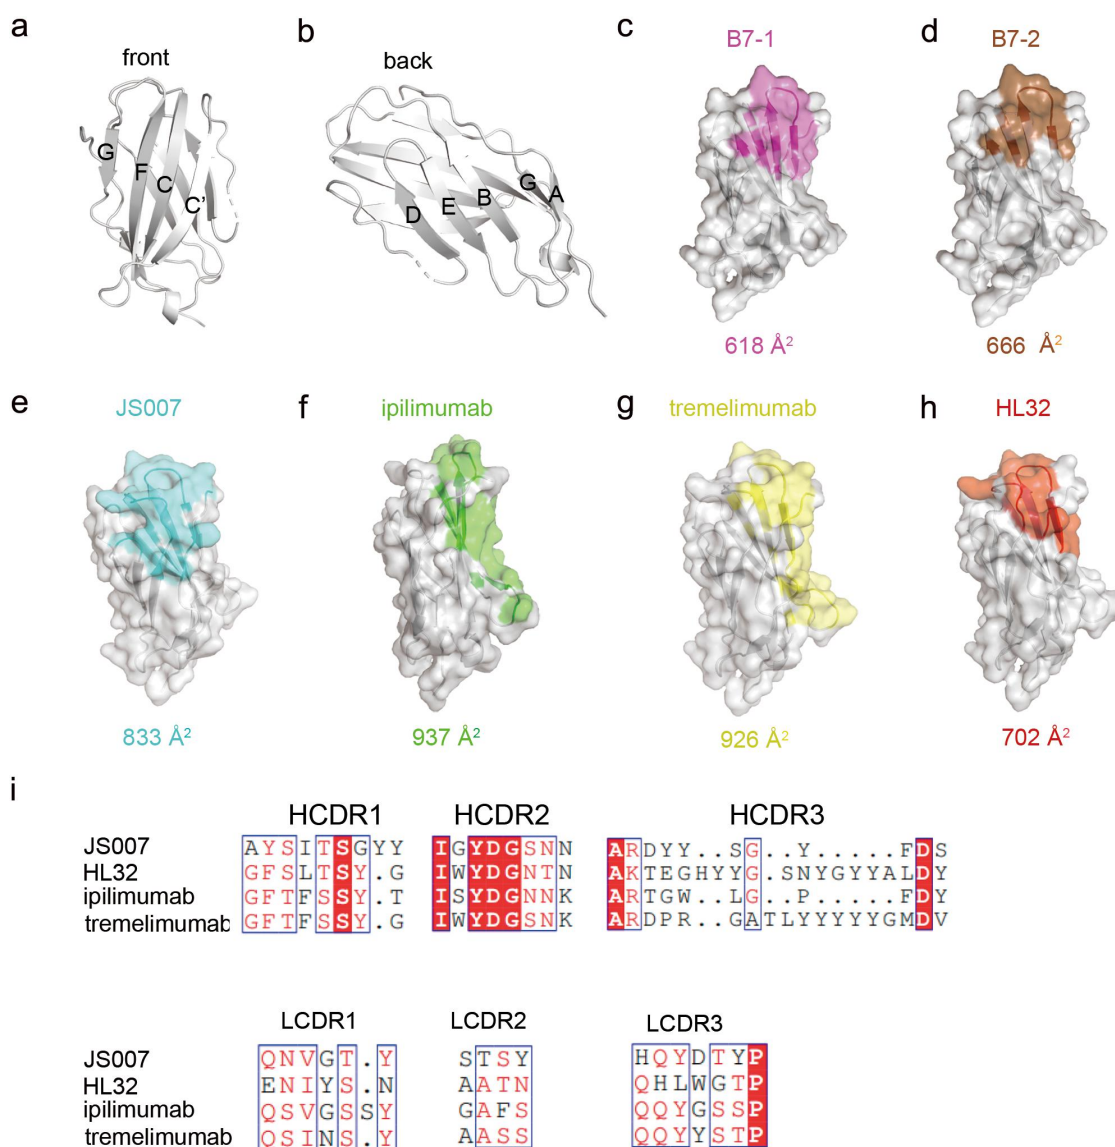 a
b
c
d
front
back
B7-1
B7-2
G
F
C
C'
D
E
B
G
A
618 Å²
666 Å²
e
f
g
h
JS007
ipilimumab
tremelimumab
HL32
833 Å²
937 Å²
926 Å²
702 Å²
i
HCDR1 HCDR2 HCDR3
JS007 AYSITSGYY IGYDGSNN ARDYY..SG..Y.....FDS
HL32 GFSLTSY.G IWYDGNTN AKTEGHYYG.SNYGYYALDY
ipilimumab GFTFSSY.T ISYDGNNK ARTGW..LG..P.....FDY
tremelimumab GFTFSSY.G IWYDGSNK ARDPR..GATLYYYYYGMDV
LCDR1 LCDR2 LCDR3
JS007 QNVGT.Y STSY HQYDTYP
HL32 ENIYS.N AATN QHLWGTP
ipilimumab QSVGSSY GAFS QQYGSSP
tremelimumab QSINS.Y AASS QQYYSTP